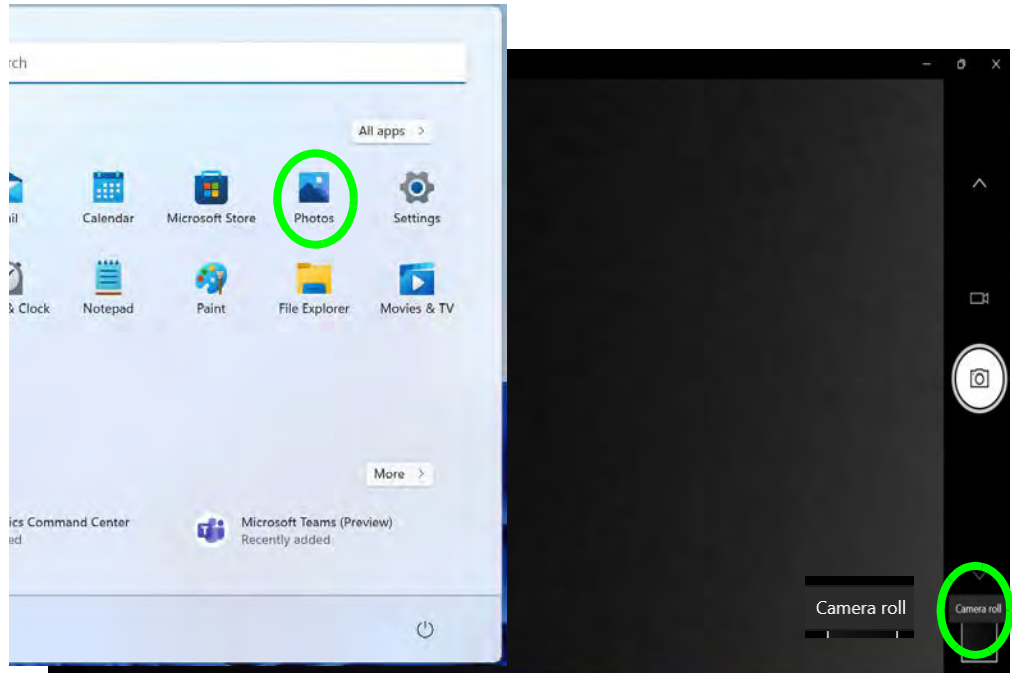 rch
All apps >
il
Calendar
Microsoft Store
Photos
Settings
& Clock
Notepad
Paint
File Explorer
Movies & TV
More >
ics Command Center
ed
Microsoft Teams (Preview)
Recently added
Camera roll
Camera roll